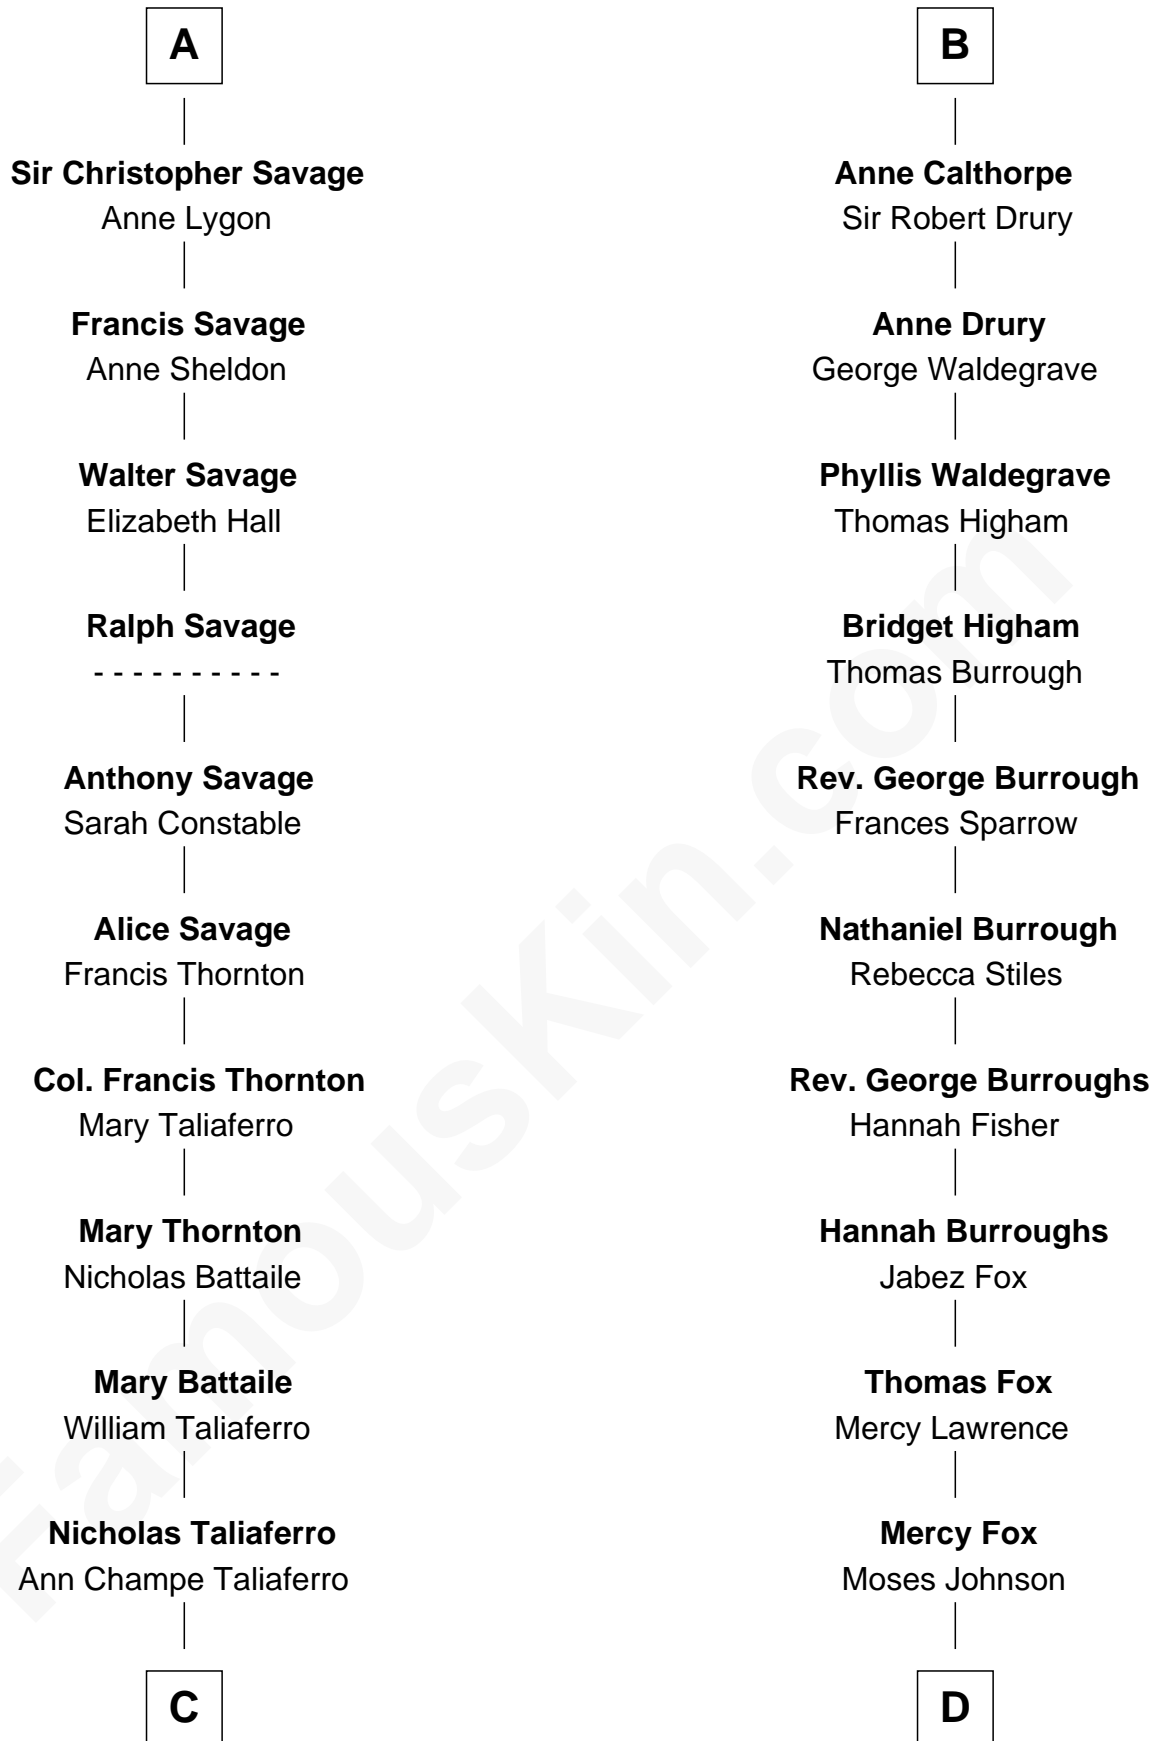 A
Sir Christopher Savage
Anne Lygon
Francis Savage
Anne Sheldon
Walter Savage
Elizabeth Hall
Ralph Savage
- - - - - - - - - -
Anthony Savage
Sarah Constable
Alice Savage
Francis Thornton
Col. Francis Thornton
Mary Taliaferro
Mary Thornton
Nicholas Battaile
Mary Battaile
William Taliaferro
Nicholas Taliaferro
Ann Champe Taliaferro
C
B
Anne Calthorpe
Sir Robert Drury
Anne Drury
George Waldegrave
Phyllis Waldegrave
Thomas Higham
Bridget Higham
Thomas Burrough
Rev. George Burrough
Frances Sparrow
Nathaniel Burrough
Rebecca Stiles
Rev. George Burroughs
Hannah Fisher
Hannah Burroughs
Jabez Fox
Thomas Fox
Mercy Lawrence
Mercy Fox
Moses Johnson
D
FamousKin.com